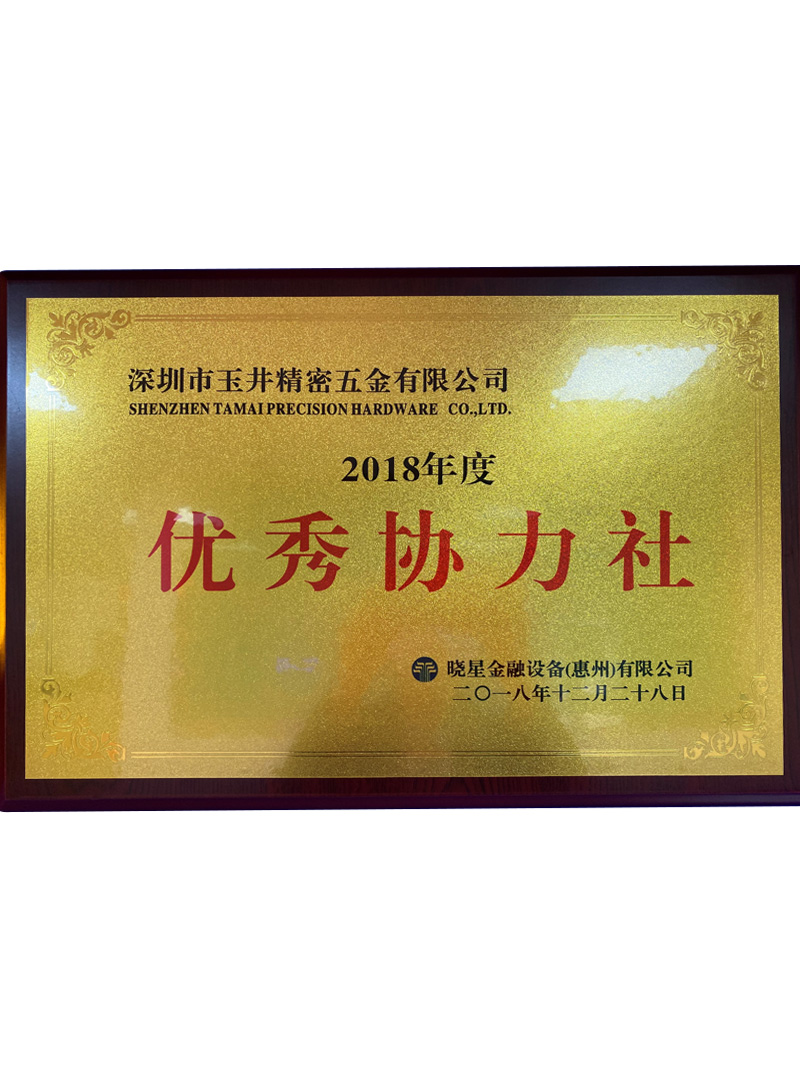 深圳市玉井精密五金有限公司
SHENZHEN TAMAI PRECISION HARDWARE CO.,LTD.
2018年度
优秀协力社
晓星金融设备(惠州)有限公司
二〇一八年十二月二十八日